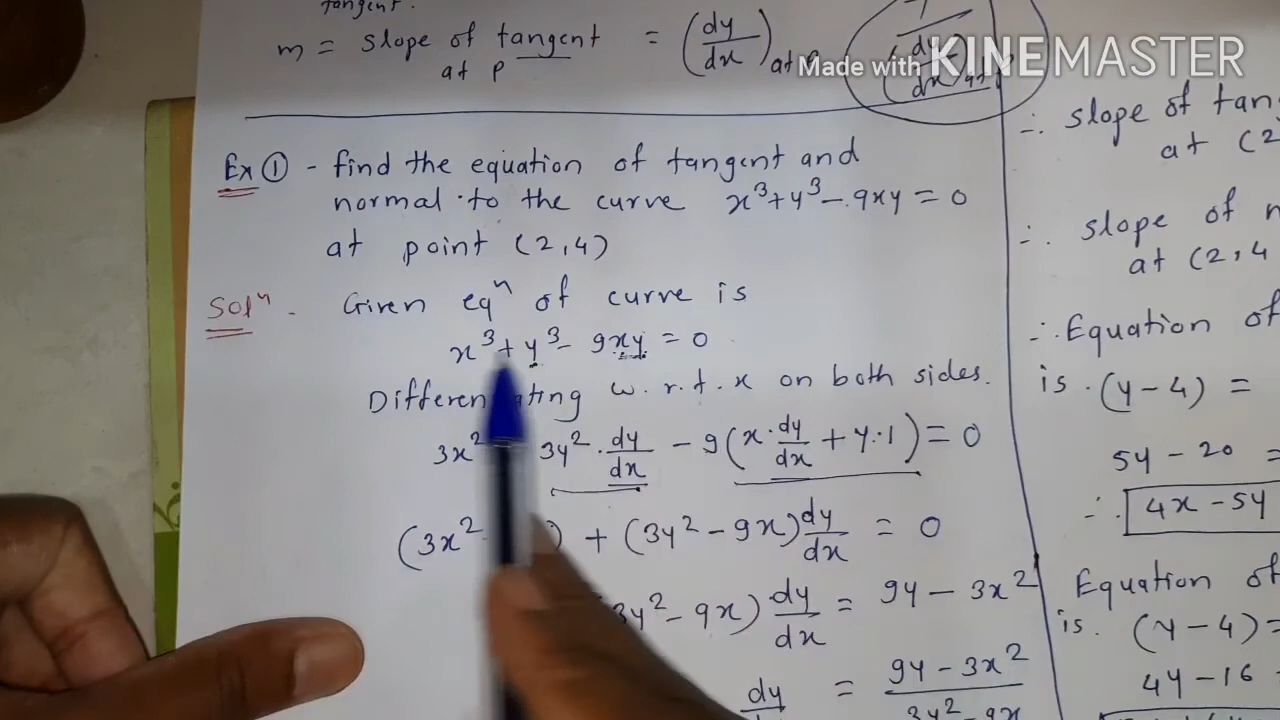 tangent.
m = slope of tangent = (dy/dx) at
at P
Made with KINEMASTER
Ex ① - find the equation of tangent and
normal to the curve x³+y³-9xy=0
at point (2,4)
Solⁿ. Given eqⁿ of curve is
x³+y³-9xy=0
Differentiating w.r.t.x on both sides.
3x² 3y²·dy/dx - 9(x·dy/dx + y·1)=0
(3x² ) + (3y²-9x)dy/dx = 0
3y²-9x) dy/dx = 9y-3x²
dy = 9y-3x²
3y²-9x
∴ slope of
at (2
∴ slope of
at (2,4
∴ Equation of
is. (y-4) =
5y-20 =
∴ 4x-5y
Equation of
is. (y-4)=
4y-16